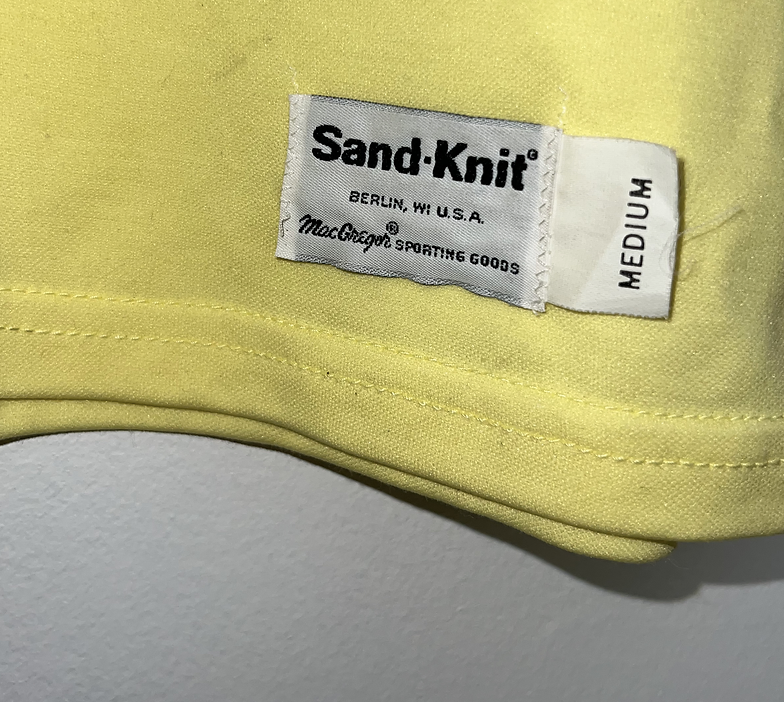 Sand·Knit®
BERLIN, WI U.S.A.
MacGregor® SPORTING GOODS
MEDIUM